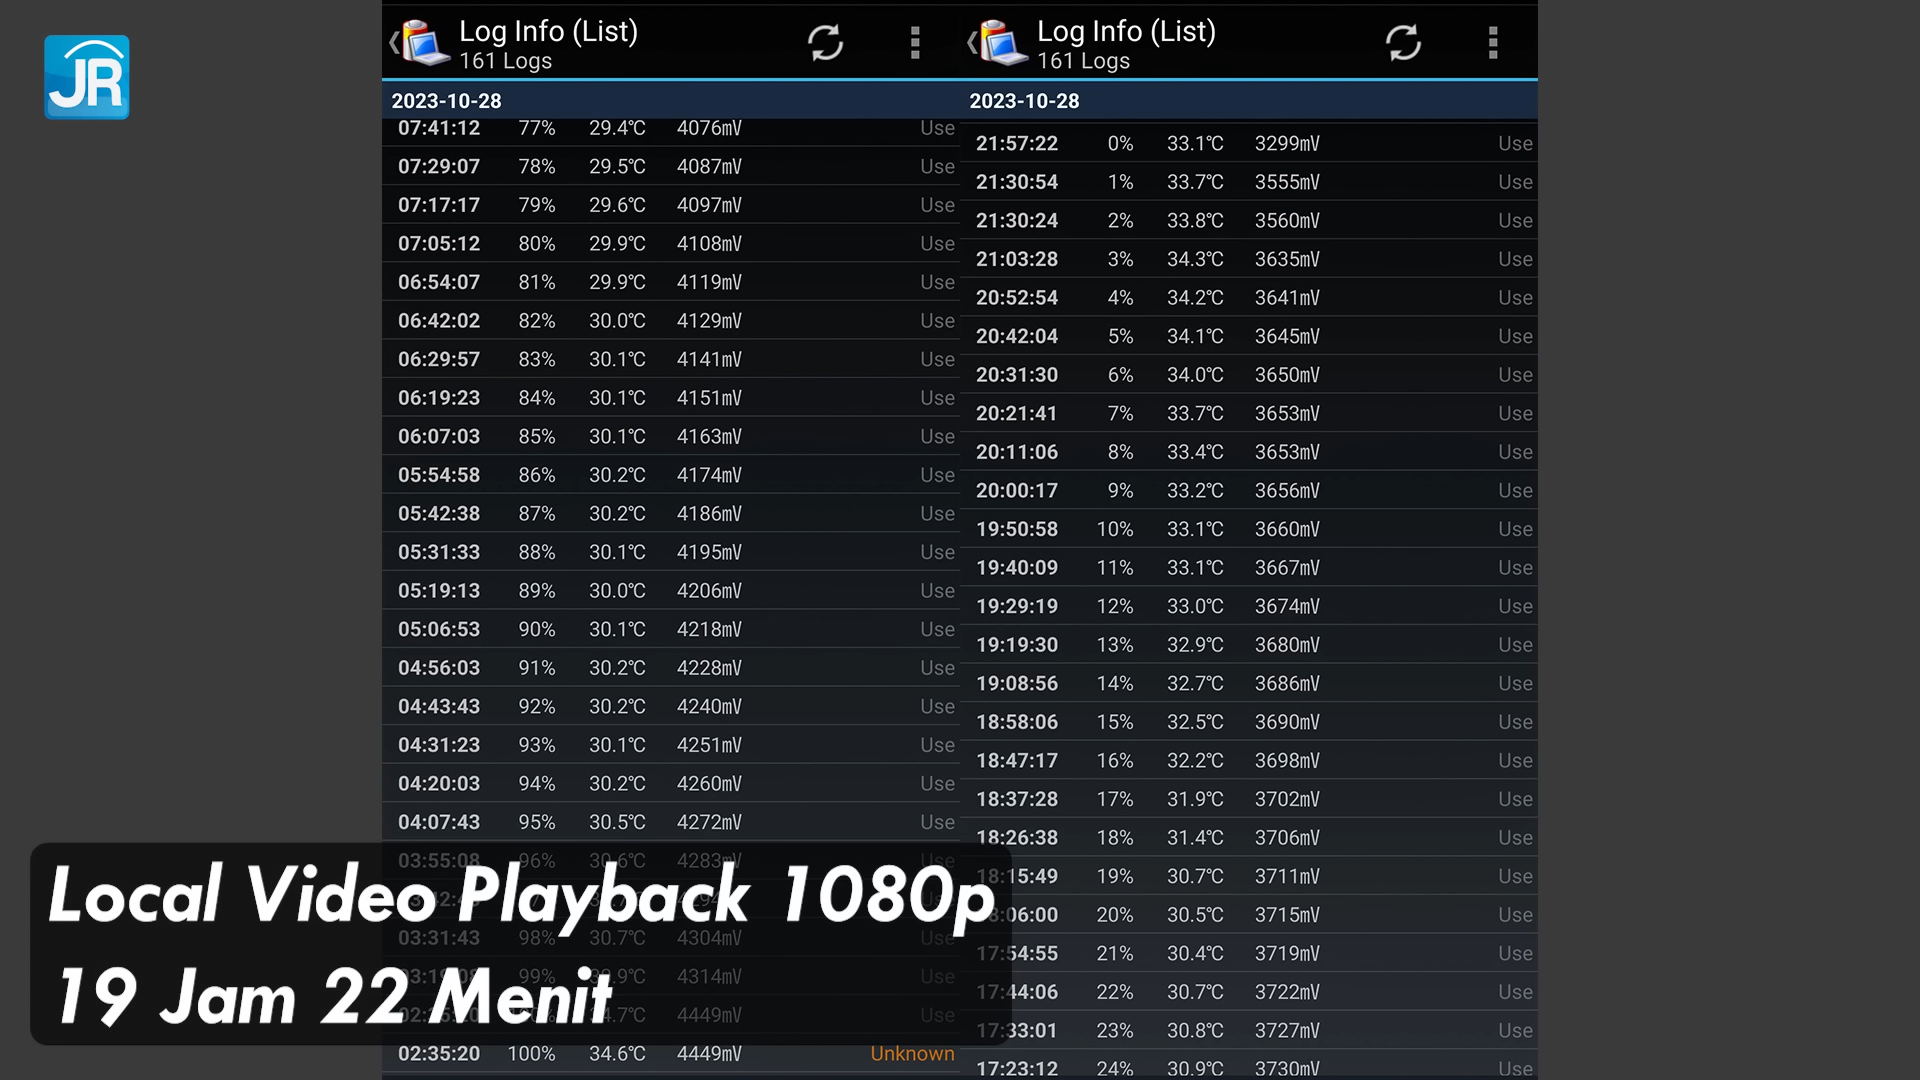 JR
Log Info (List)
161 Logs
2023-10-28
07:41:12 77% 29.4℃ 4076mV Use
07:29:07 78% 29.5℃ 4087mV Use
07:17:17 79% 29.6℃ 4097mV Use
07:05:12 80% 29.9℃ 4108mV Use
06:54:07 81% 29.9℃ 4119mV Use
06:42:02 82% 30.0℃ 4129mV Use
06:29:57 83% 30.1℃ 4141mV Use
06:19:23 84% 30.1℃ 4151mV Use
06:07:03 85% 30.1℃ 4163mV Use
05:54:58 86% 30.2℃ 4174mV Use
05:42:38 87% 30.2℃ 4186mV Use
05:31:33 88% 30.1℃ 4195mV Use
05:19:13 89% 30.0℃ 4206mV Use
05:06:53 90% 30.1℃ 4218mV Use
04:56:03 91% 30.2℃ 4228mV Use
04:43:43 92% 30.2℃ 4240mV Use
04:31:23 93% 30.1℃ 4251mV Use
04:20:03 94% 30.2℃ 4260mV Use
04:07:43 95% 30.5℃ 4272mV Use
03:55:08 96% 30.6℃ 4283mV Use
03:31:43 98% 30.7℃ 4304mV Use
99% 4314mV Use
4449mV Use
02:35:20 100% 34.6℃ 4449mV Unknown
Log Info (List)
161 Logs
2023-10-28
21:57:22 0% 33.1℃ 3299mV Use
21:30:54 1% 33.7℃ 3555mV Use
21:30:24 2% 33.8℃ 3560mV Use
21:03:28 3% 34.3℃ 3635mV Use
20:52:54 4% 34.2℃ 3641mV Use
20:42:04 5% 34.1℃ 3645mV Use
20:31:30 6% 34.0℃ 3650mV Use
20:21:41 7% 33.7℃ 3653mV Use
20:11:06 8% 33.4℃ 3653mV Use
20:00:17 9% 33.2℃ 3656mV Use
19:50:58 10% 33.1℃ 3660mV Use
19:40:09 11% 33.1℃ 3667mV Use
19:29:19 12% 33.0℃ 3674mV Use
19:19:30 13% 32.9℃ 3680mV Use
19:08:56 14% 32.7℃ 3686mV Use
18:58:06 15% 32.5℃ 3690mV Use
18:47:17 16% 32.2℃ 3698mV Use
18:37:28 17% 31.9℃ 3702mV Use
18:26:38 18% 31.4℃ 3706mV Use
18:15:49 19% 30.7℃ 3711mV Use
18:06:00 20% 30.5℃ 3715mV Use
17:54:55 21% 30.4℃ 3719mV Use
17:44:06 22% 30.7℃ 3722mV Use
17:33:01 23% 30.8℃ 3727mV Use
17:23:12 24% 30.9℃ 3730mV Use
Local Video Playback 1080p
19 Jam 22 Menit